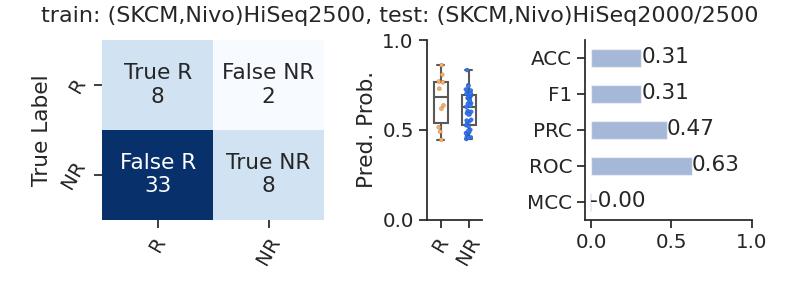 train: (SKCM,Nivo)HiSeq2500, test: (SKCM,Nivo)HiSeq2000/2500
True Label
R
NR
True R
8
False NR
2
False R
33
True NR
8
R
NR
Pred. Prob.
1.0
0.5
0.0
R
NR
ACC
0.31
F1
0.31
PRC
0.47
ROC
0.63
MCC
-0.00
0.0
0.5
1.0